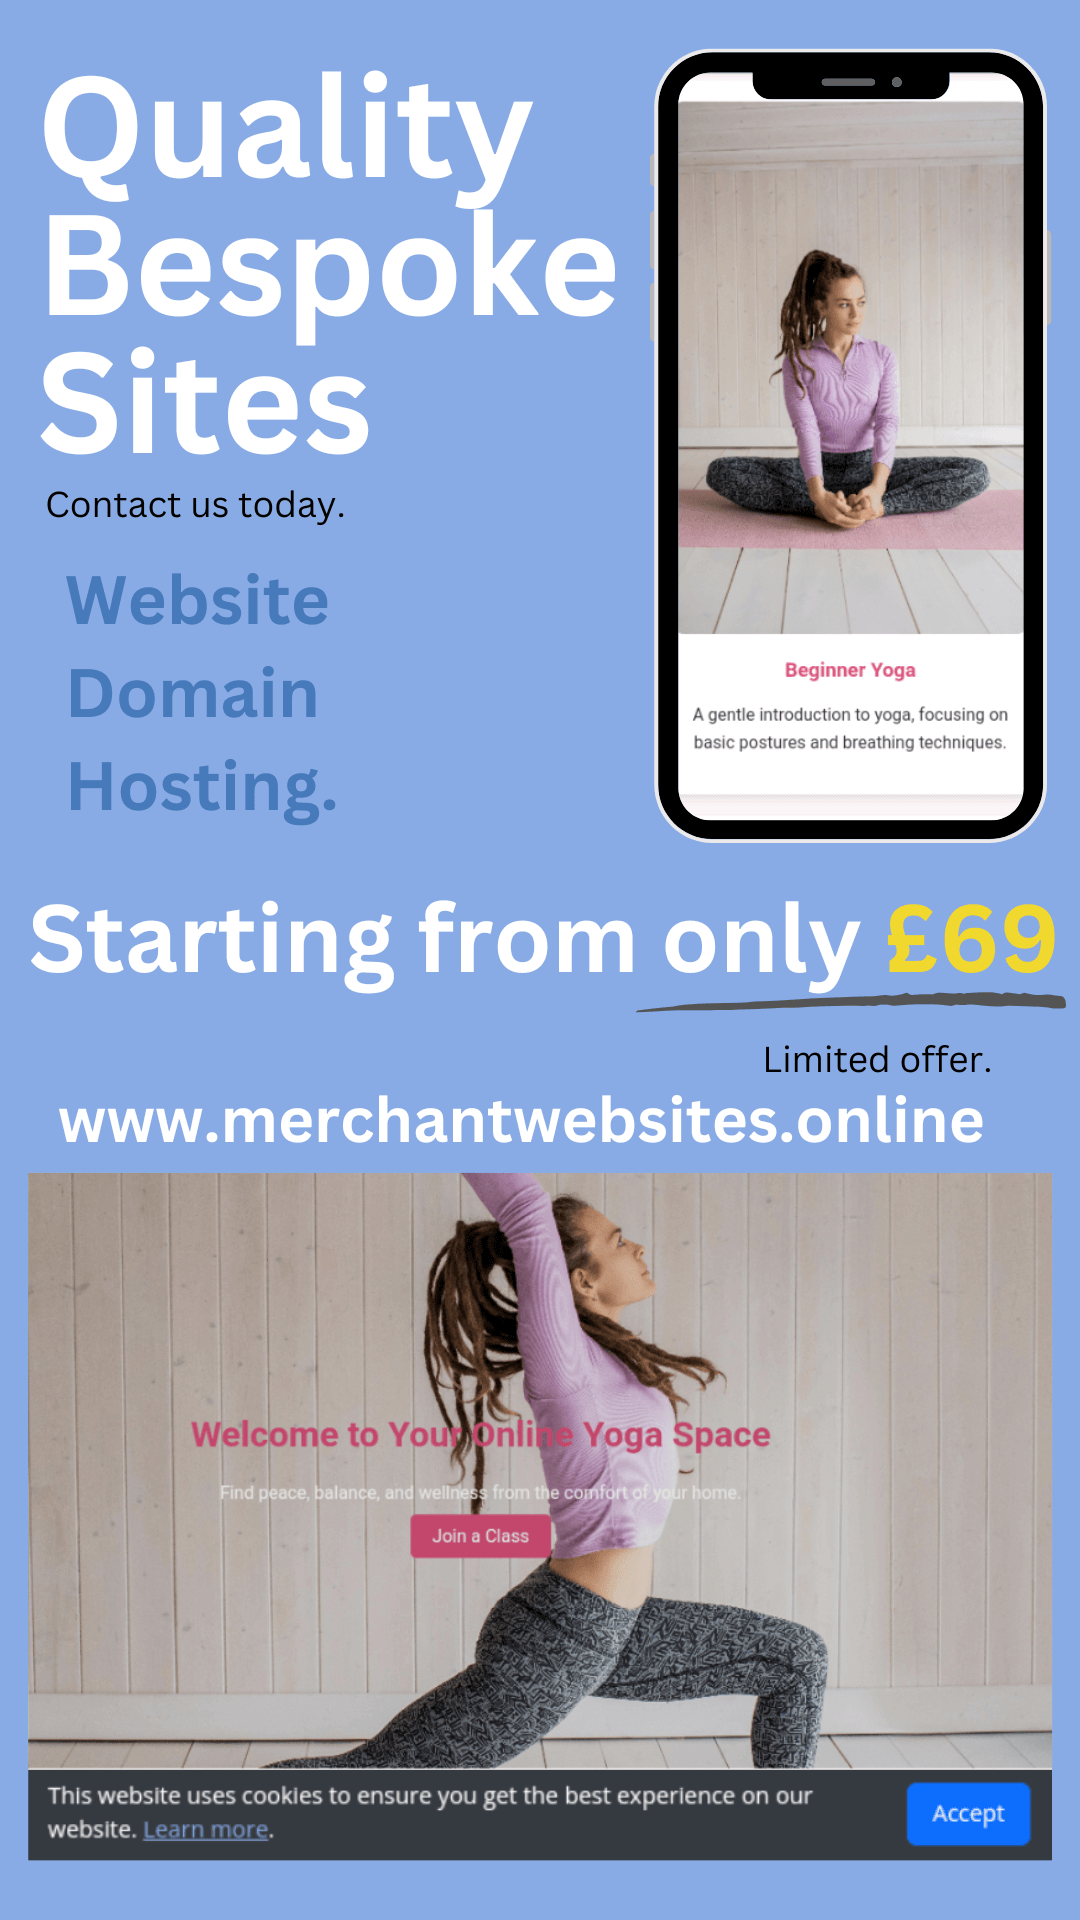 Quality
Bespoke
Sites
Contact us today.
Website
Domain
Hosting.
Beginner Yoga
A gentle introduction to yoga, focusing on
basic postures and breathing techniques.
Starting from only £69
Limited offer.
www.merchantwebsites.online
Welcome to Your Online Yoga Space
Find peace, balance, and wellness from the comfort of your home.
Join a Class
This website uses cookies to ensure you get the best experience on our
website. Learn more.
Accept